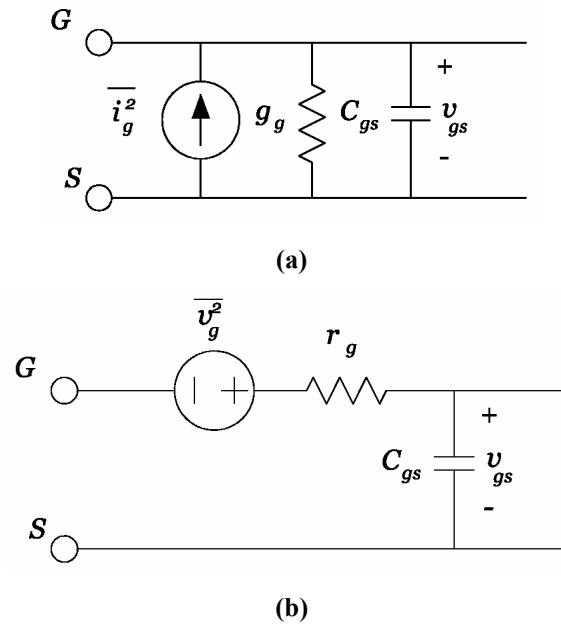 G
i_g^2 g_g C_gs + v_gs -
S
(a)
v_g^2
r_g
G
C_gs + v_gs -
S
(b)